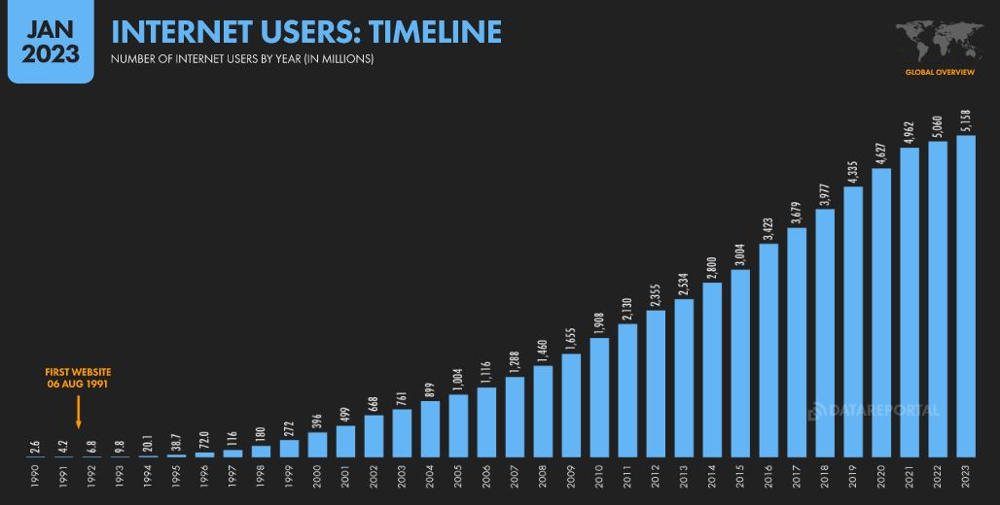 JAN
2023
INTERNET USERS: TIMELINE
NUMBER OF INTERNET USERS BY YEAR (IN MILLIONS)
GLOBAL OVERVIEW
FIRST WEBSITE
06 AUG 1991
2.6 4.2 6.8 9.8 20.1 38.7 72.0 116 180 272 396 499 668 761 899 1,004 1,116 1,288 1,460 1,655 1,908 2,130 2,355 2,534 2,800 3,004 3,423 3,679 3,977 4,335 4,627 4,962 5,060 5,158
DATAREPORTAL
1990 1991 1992 1993 1994 1995 1996 1997 1998 1999 2000 2001 2002 2003 2004 2005 2006 2007 2008 2009 2010 2011 2012 2013 2014 2015 2016 2017 2018 2019 2020 2021 2022 2023